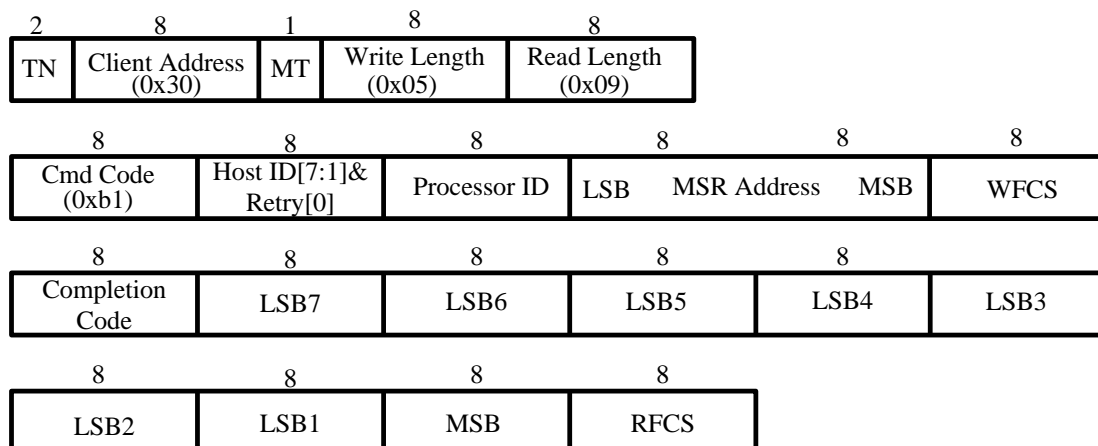 2 8 1 8 8
TN Client Address (0x30) MT Write Length (0x05) Read Length (0x09)
8 8 8 8 8 8
Cmd Code (0xb1) Host ID[7:1]& Retry[0] Processor ID LSB MSR Address MSB WFCS
8 8 8 8 8
Completion Code LSB7 LSB6 LSB5 LSB4 LSB3
8 8 8 8
LSB2 LSB1 MSB RFCS